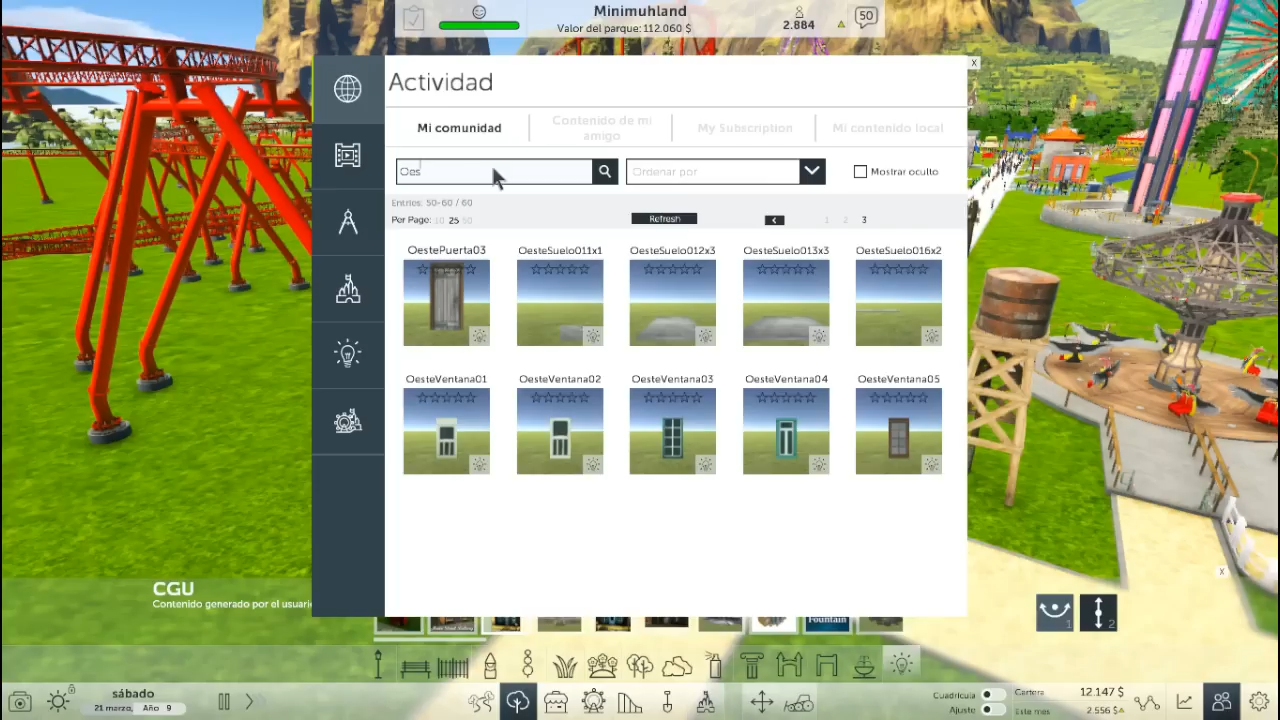 Minimuhland
Valor del parque: 112.060 $
2.884
50
X
Actividad
Mi comunidad
Contenido de mi
amigo
My Subscription
Mi contenido local
Oes
Ordenar por
Mostrar oculto
Entries: 50-60 / 60
Per Page: 10 25 50
Refresh
<
1 2 3
OestePuerta03
OesteSuelo011x1
OesteSuelo012x3
OesteSuelo013x3
OesteSuelo016x2
OesteVentana01
OesteVentana02
OesteVentana03
OesteVentana04
OesteVentana05
CGU
Contenido generado por el usuari
X
1
2
Fountain
sábado
21 marzo, Año 9
Cuadrícula
Ajuste
Cartera
12.147 $
Este mes
2.556 $